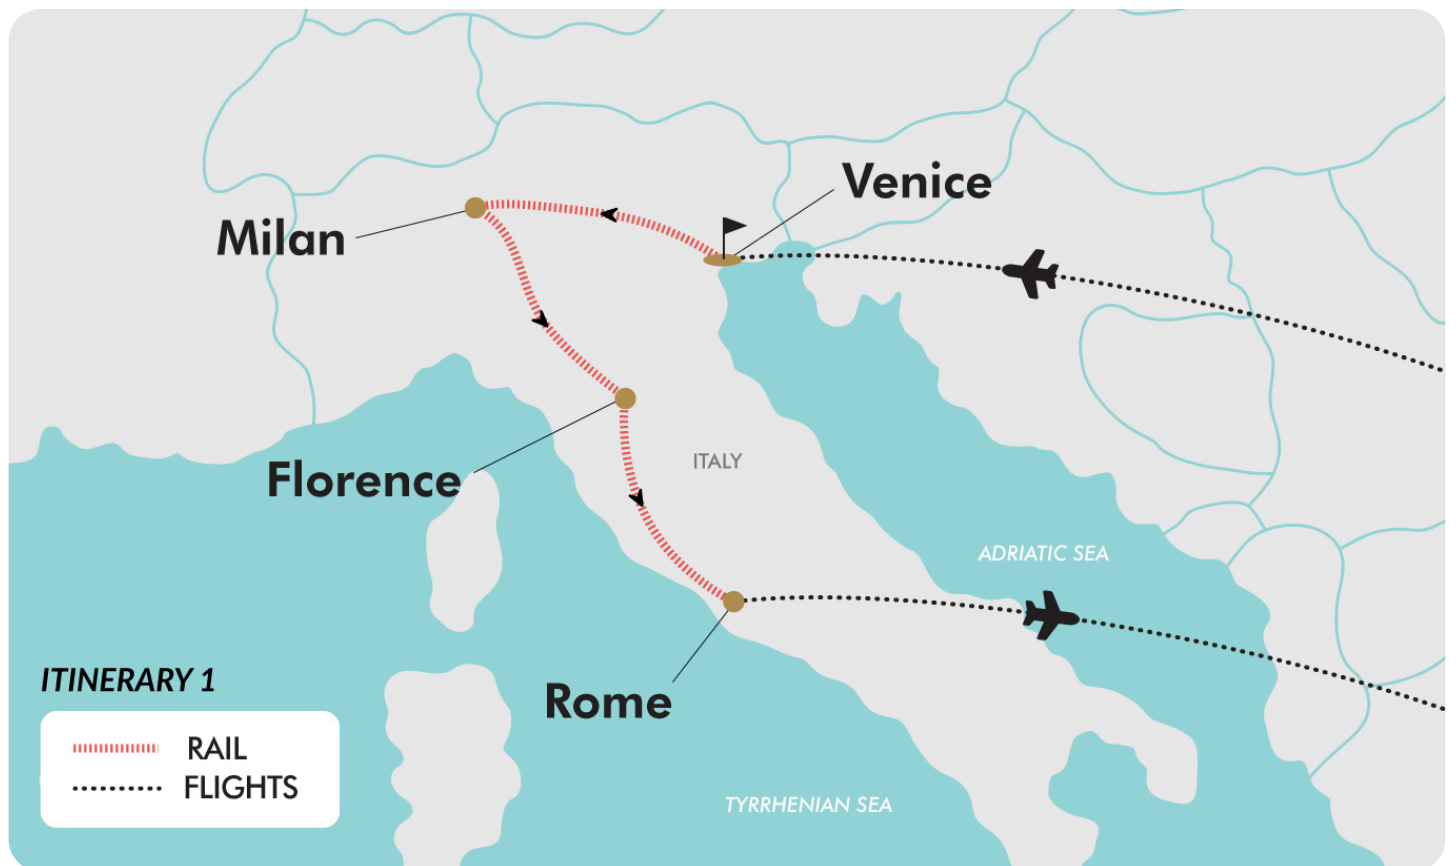 Venice
Milan
ITALY
Florence
ADRIATIC SEA
ITINERARY 1
Rome
RAIL
FLIGHTS
TYRRHENIAN SEA